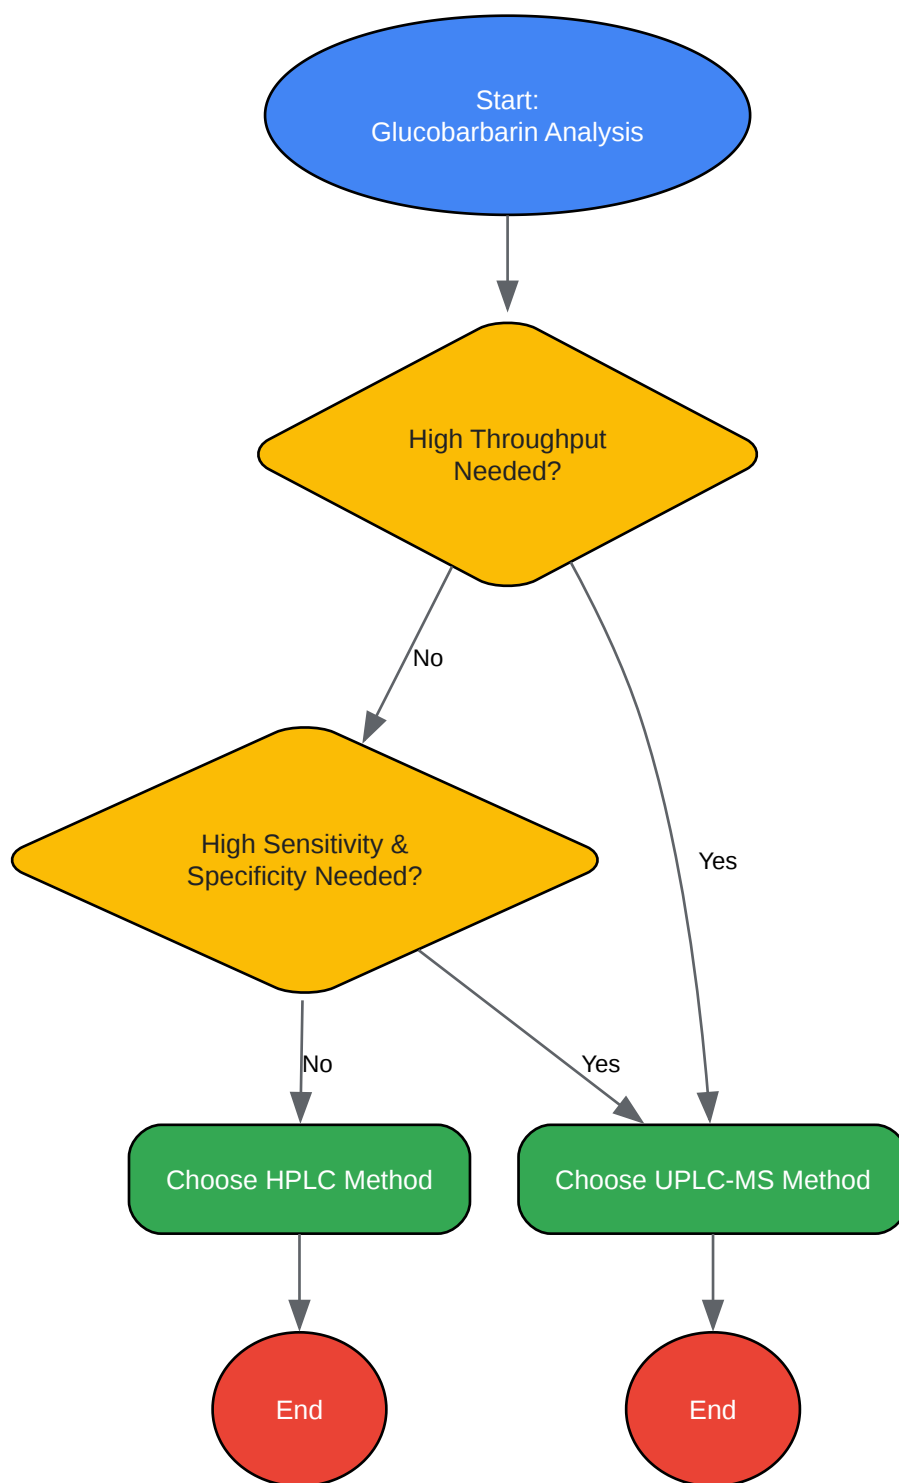 Start:
Glucobarbarin Analysis
High Throughput
Needed?
No
High Sensitivity &
Specificity Needed?
Yes
No
Yes
Choose HPLC Method
Choose UPLC-MS Method
End
End